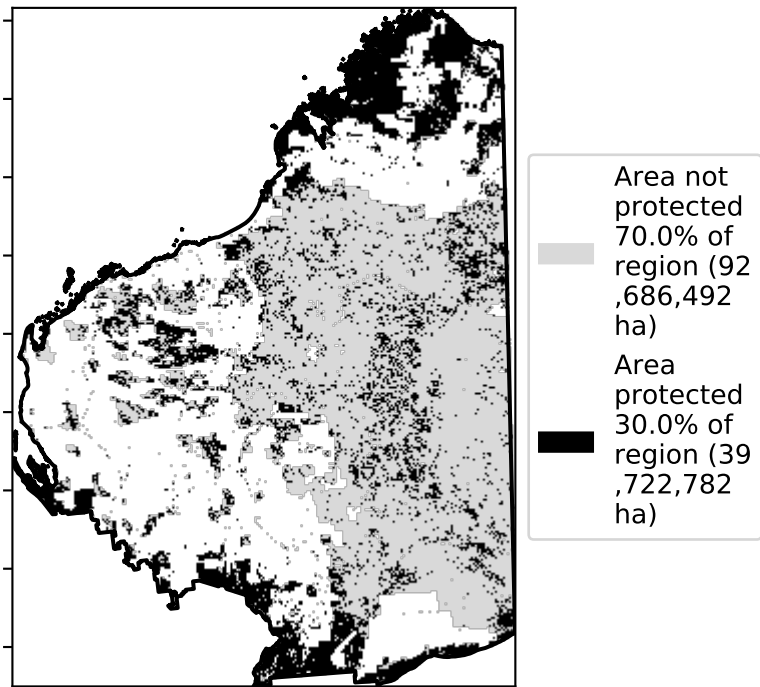 Area not
protected
70.0% of
region (92
,686,492
ha)
Area
protected
30.0% of
region (39
,722,782
ha)